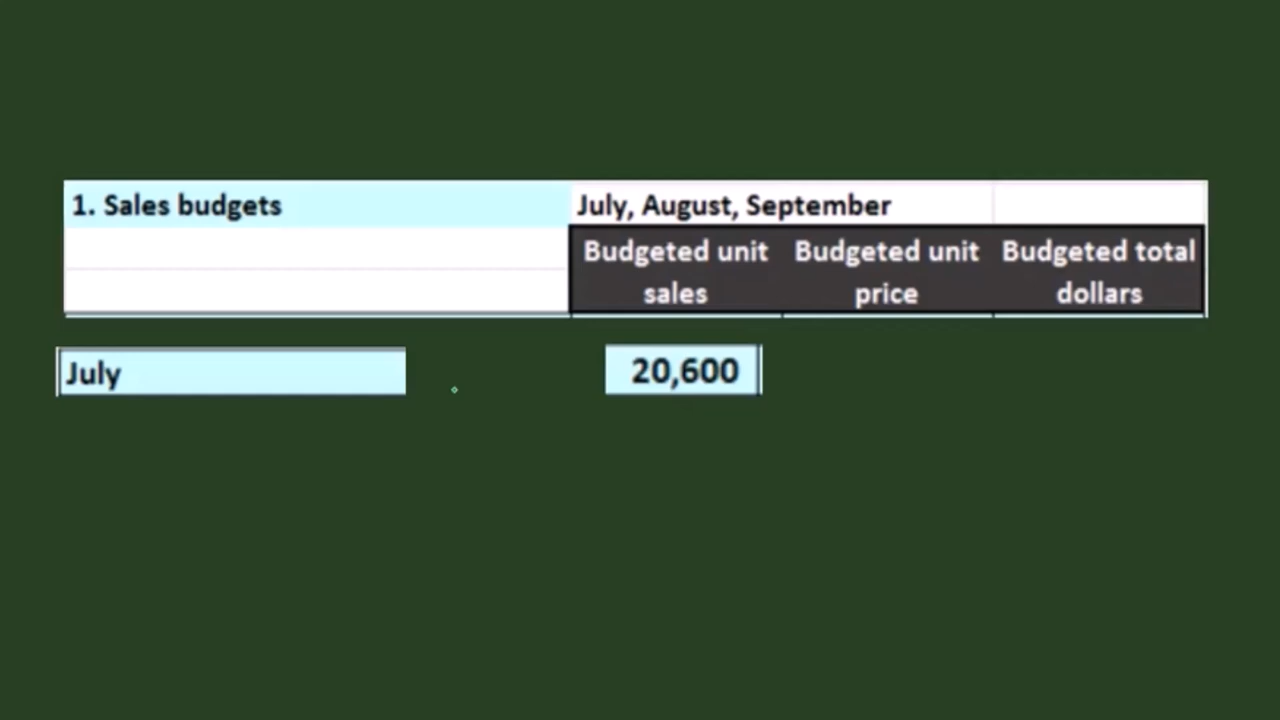 1. Sales budgets July, August, September
Budgeted unit sales Budgeted unit price Budgeted total dollars
July 20,600